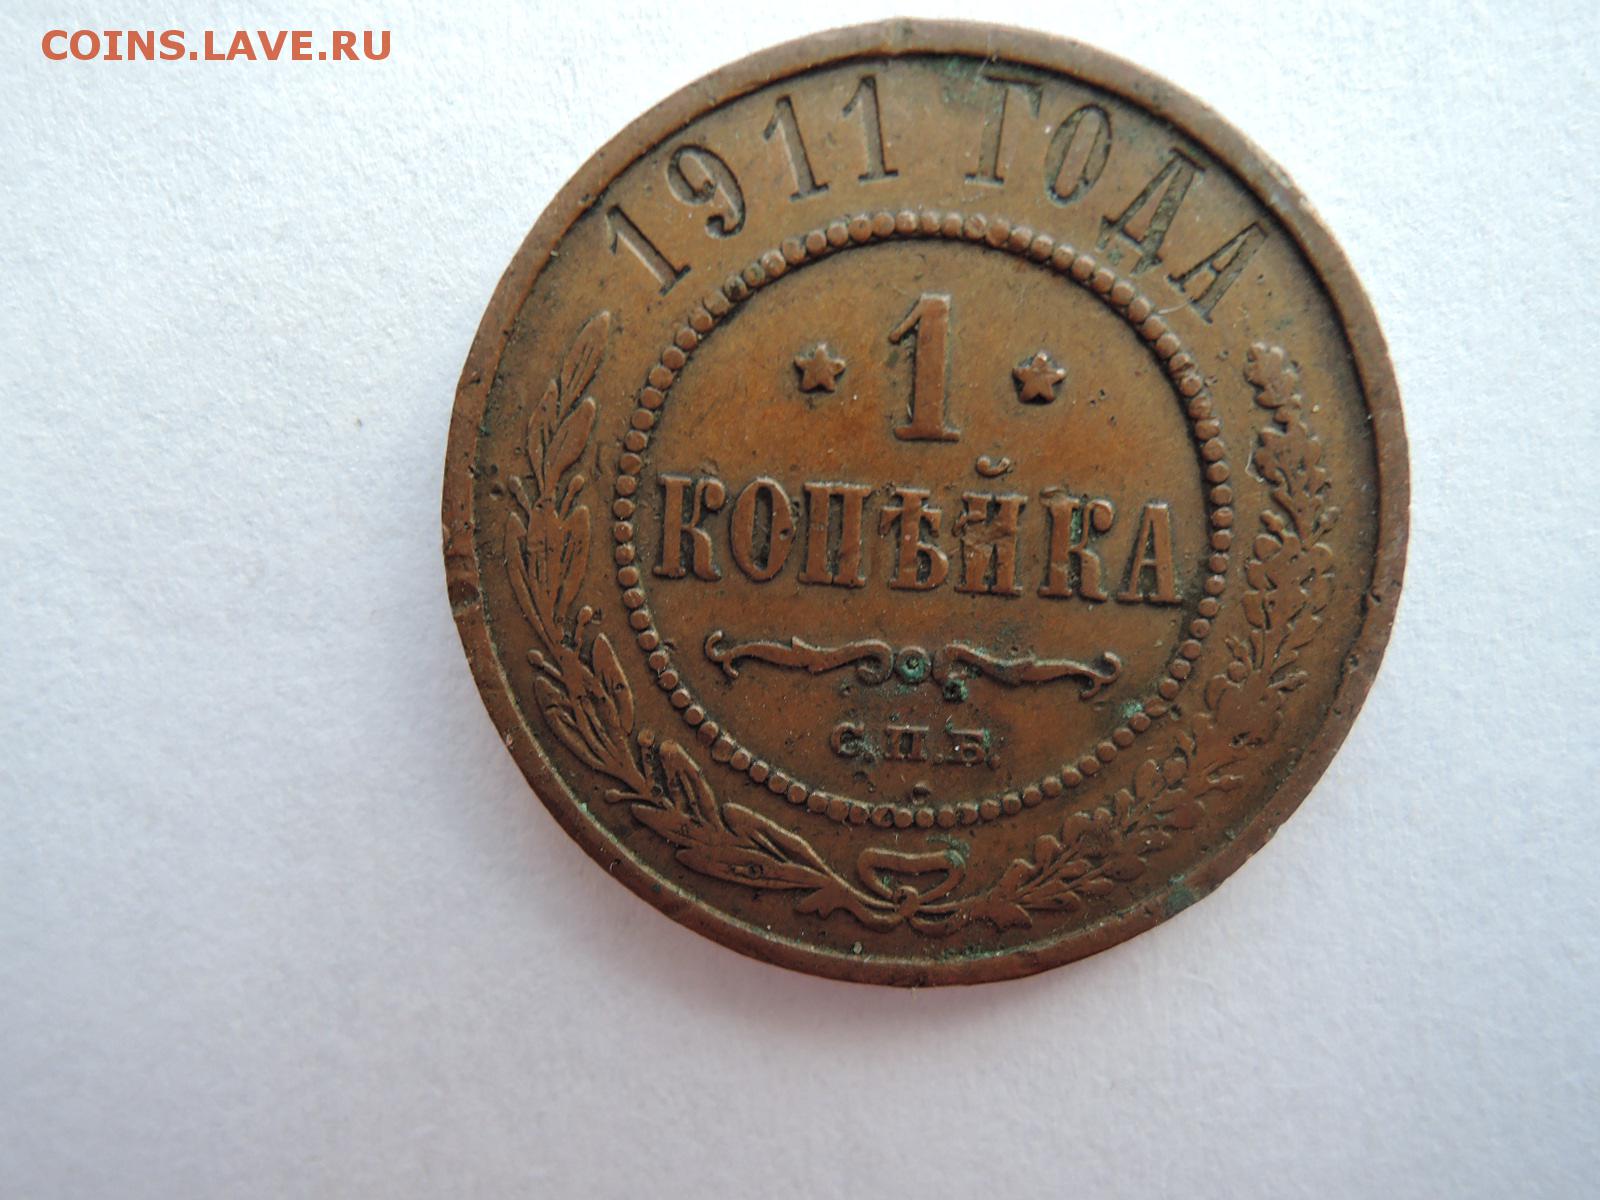 COINS.LAVE.RU
1911 ГОДА
1
КОПѢЙКА
С.П.Б.